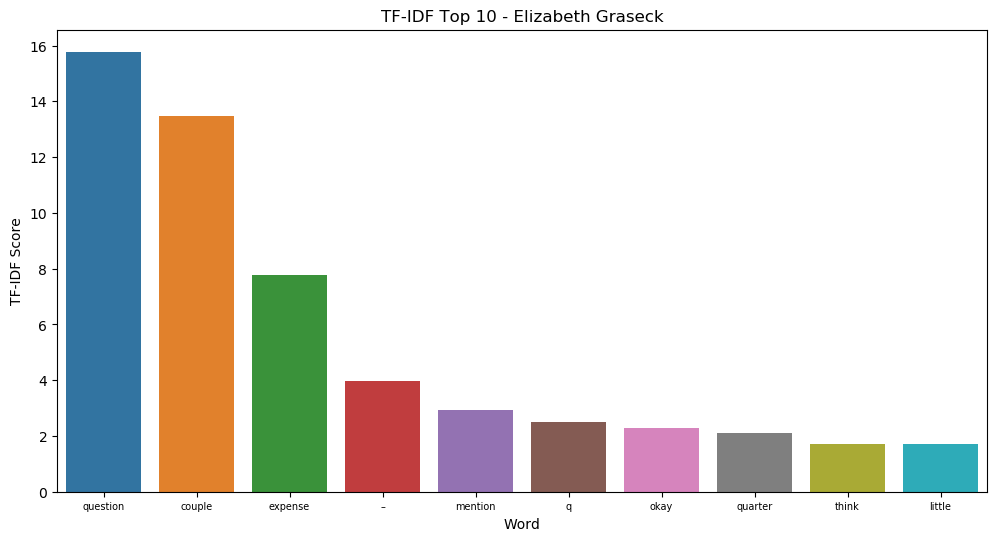 TF-IDF Top 10 - Elizabeth Graseck
TF-IDF Score
16
14
12
10
8
6
4
2
0
question couple expense – mention q okay quarter think little
Word